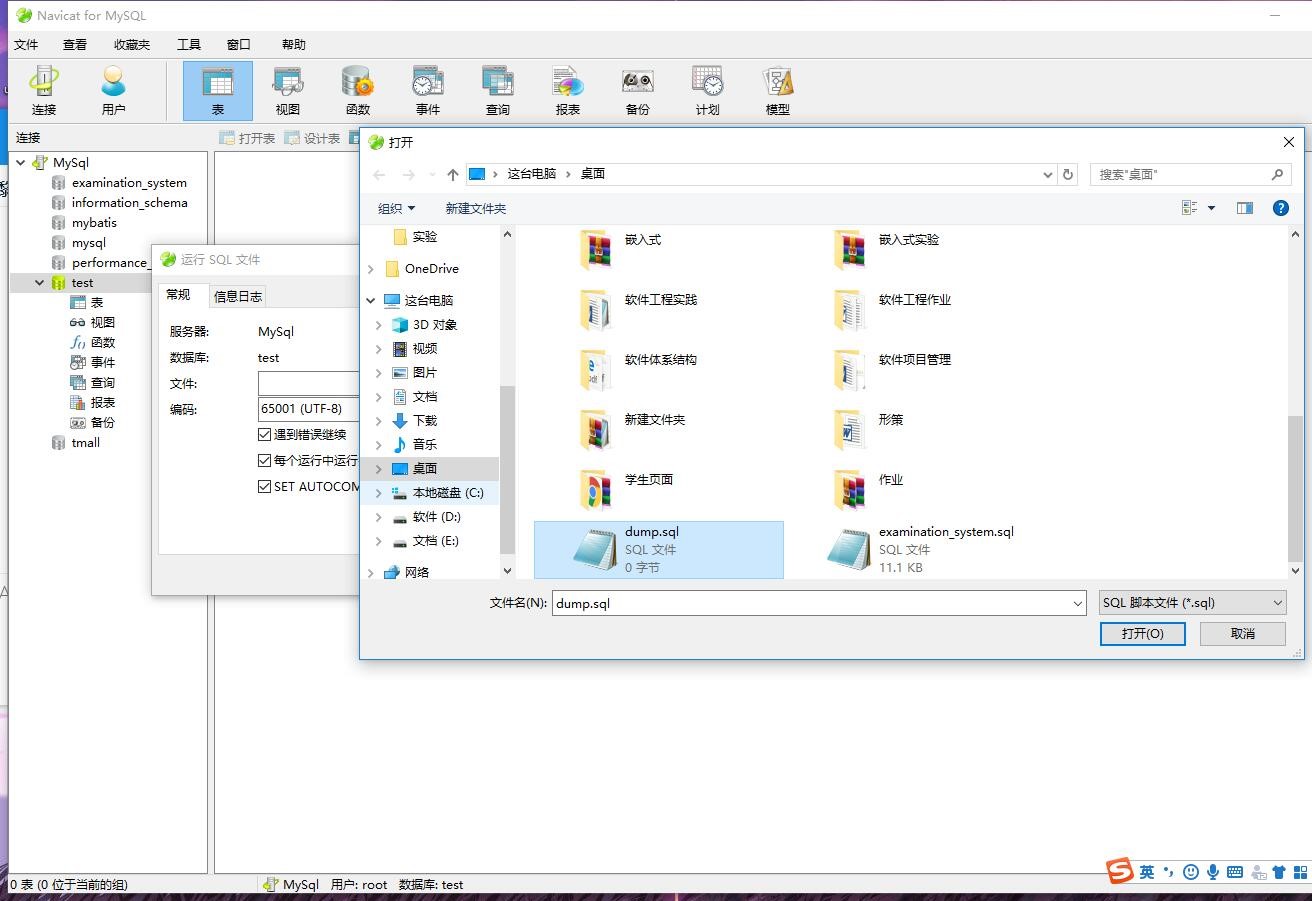 Navicat for MySQL
文件 查看 收藏夹 工具 窗口 帮助
连接 用户 表 视图 函数 事件 查询 报表 备份 计划 模型
连接
打开表 设计表
MySql
examination_system
information_schema
mybatis
mysql
performance_
test
表
视图
函数
事件
查询
报表
备份
tmall
运行 SQL 文件
常规 信息日志
服务器: MySql
数据库: test
文件:
编码: 65001 (UTF-8)
遇到错误继续
每个运行中运行
SET AUTOCOM
打开
这台电脑 桌面
搜索"桌面"
组织 新建文件夹
实验
OneDrive
这台电脑
3D 对象
视频
图片
文档
下载
音乐
桌面
本地磁盘 (C:)
软件 (D:)
文档 (E:)
网络
嵌入式 嵌入式实验
软件工程实践 软件工程作业
软件体系结构 软件项目管理
新建文件夹 形策
学生页面 作业
dump.sql examination_system.sql
SQL 文件 SQL 文件
0 字节 11.1 KB
文件名(N): dump.sql SQL 脚本文件 (*.sql)
打开(O) 取消
0 表 (0 位于当前的组) MySql 用户: root 数据库: test
英